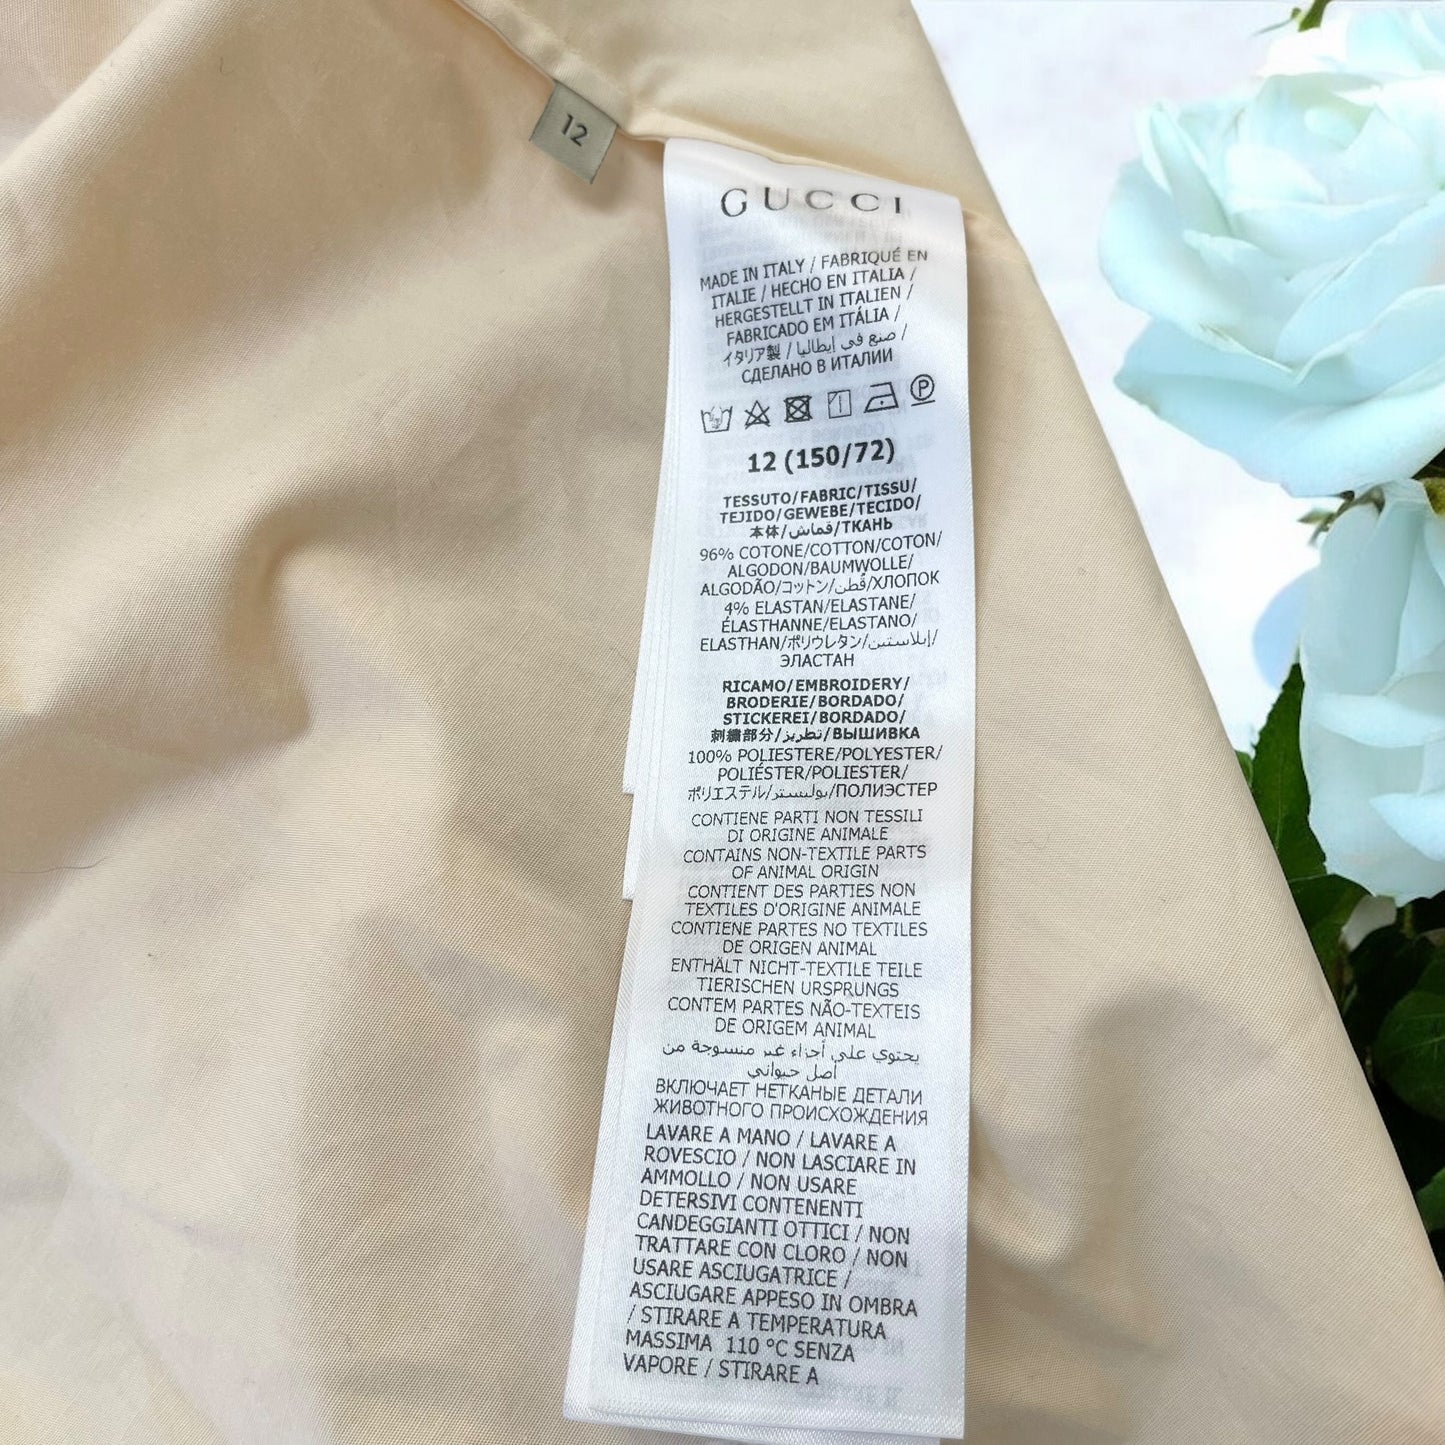 12
GUCCI
MADE IN ITALY / FABRIQUÉ EN
ITALIE / HECHO EN ITALIA /
HERGESTELLT IN ITALIEN /
FABRICADO EM ITÁLIA /
イタリア製 / صنع في إيطاليا /
СДЕЛАНО В ИТАЛИИ
P
12 (150/72)
TESSUTO/FABRIC/TISSU/
TEJIDO/GEWEBE/TECIDO/
本体/قماش/ТКАНЬ
96% COTONE/COTTON/COTON/
ALGODON/BAUMWOLLE/
ALGODÃO/コットン/قطن/ХЛОПОК
4% ELASTAN/ELASTANE/
ÉLASTHANNE/ELASTANO/
ELASTHAN/ポリウレタン/إيلاستين/
ЭЛАСТАН
RICAMO/EMBROIDERY/
BRODERIE/BORDADO/
STICKEREI/BORDADO/
刺繍部分/تطريز/ВЫШИВКА
100% POLIESTERE/POLYESTER/
POLIÉSTER/POLIESTER/
ポリエステル/بوليستر/ПОЛИЭСТЕР
CONTIENE PARTI NON TESSILI
DI ORIGINE ANIMALE
CONTAINS NON-TEXTILE PARTS
OF ANIMAL ORIGIN
CONTIENT DES PARTIES NON
TEXTILES D'ORIGINE ANIMALE
CONTIENE PARTES NO TEXTILES
DE ORIGEN ANIMAL
ENTHÄLT NICHT-TEXTILE TEILE
TIERISCHEN URSPRUNGS
CONTEM PARTES NÃO-TEXTEIS
DE ORIGEM ANIMAL
يحتوي على أجزاء غير منسوجة من
أصل حيواني
ВКЛЮЧАЕТ НЕТКАНЫЕ ДЕТАЛИ
ЖИВОТНОГО ПРОИСХОЖДЕНИЯ
LAVARE A MANO / LAVARE A
ROVESCIO / NON LASCIARE IN
AMMOLLO / NON USARE
DETERSIVI CONTENENTI
CANDEGGIANTI OTTICI / NON
TRATTARE CON CLORO / NON
USARE ASCIUGATRICE /
ASCIUGARE APPESO IN OMBRA
/ STIRARE A TEMPERATURA
MASSIMA 110 °C SENZA
VAPORE / STIRARE A